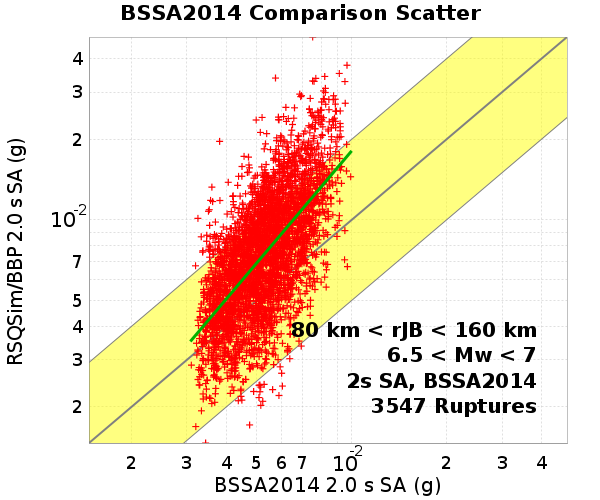 BSSA2014 Comparison Scatter
RSQSim/BBP 2.0 s SA (g)
4
3
2
10-2
7
5
4
3
2
80 km < rJB < 160 km
6.5 < Mw < 7
2s SA, BSSA2014
3547 Ruptures
2 3 4 5 6 7 10-2 2 3 4
BSSA2014 2.0 s SA (g)